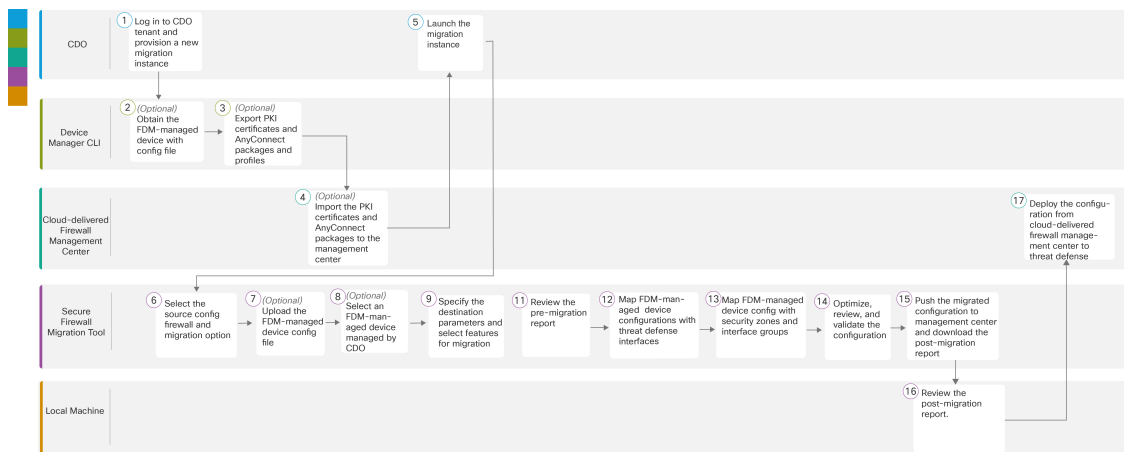 CDO
1
Log in to CDO
tenant and
provision a new
migration
instance
5
Launch the
migration
instance
Device
Manager CLI
2
(Optional)
Obtain the
FDM-managed
device with
config file
3
(Optional)
Export PKI
certificates and
AnyConnect
packages and
profiles
Cloud-delivered
Firewall
Management
Center
4
(Optional)
Import the PKI
certificates and
AnyConnect
packages to the
management
center
17
Deploy the configu-
ration from
cloud-delivered
firewall manage-
ment center to
threat defense
Secure
Firewall
Migration Tool
6
Select the
source config
firewall and
migration option
7
(Optional)
Upload the
FDM-managed
device config
file
8
(Optional)
Select an
FDM-man-
aged device
managed by
CDO
9
Specify the
destination
parameters and
select features
for migration
11
Review the
pre-migration
report
12
Map FDM-man-
aged device
configurations with
threat defense
interfaces
13
Map FDM-managed
device config with
security zones and
interface groups
14
Optimize,
review, and
validate the
configuration
15
Push the migrated
configuration to
management center
and download the
post-migration
report
Local Machine
16
Review the
post-migration
report.